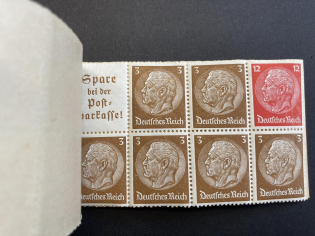 Spare
bei der
Post-
sparkasse!
3 3
Deutsches Reich
3 3
Deutsches Reich
12 12
Deutsches Reich
3
Deutsches Reich
3 3
Deutsches Reich
3 3
Deutsches Reich
3 3
Deutsches Reich